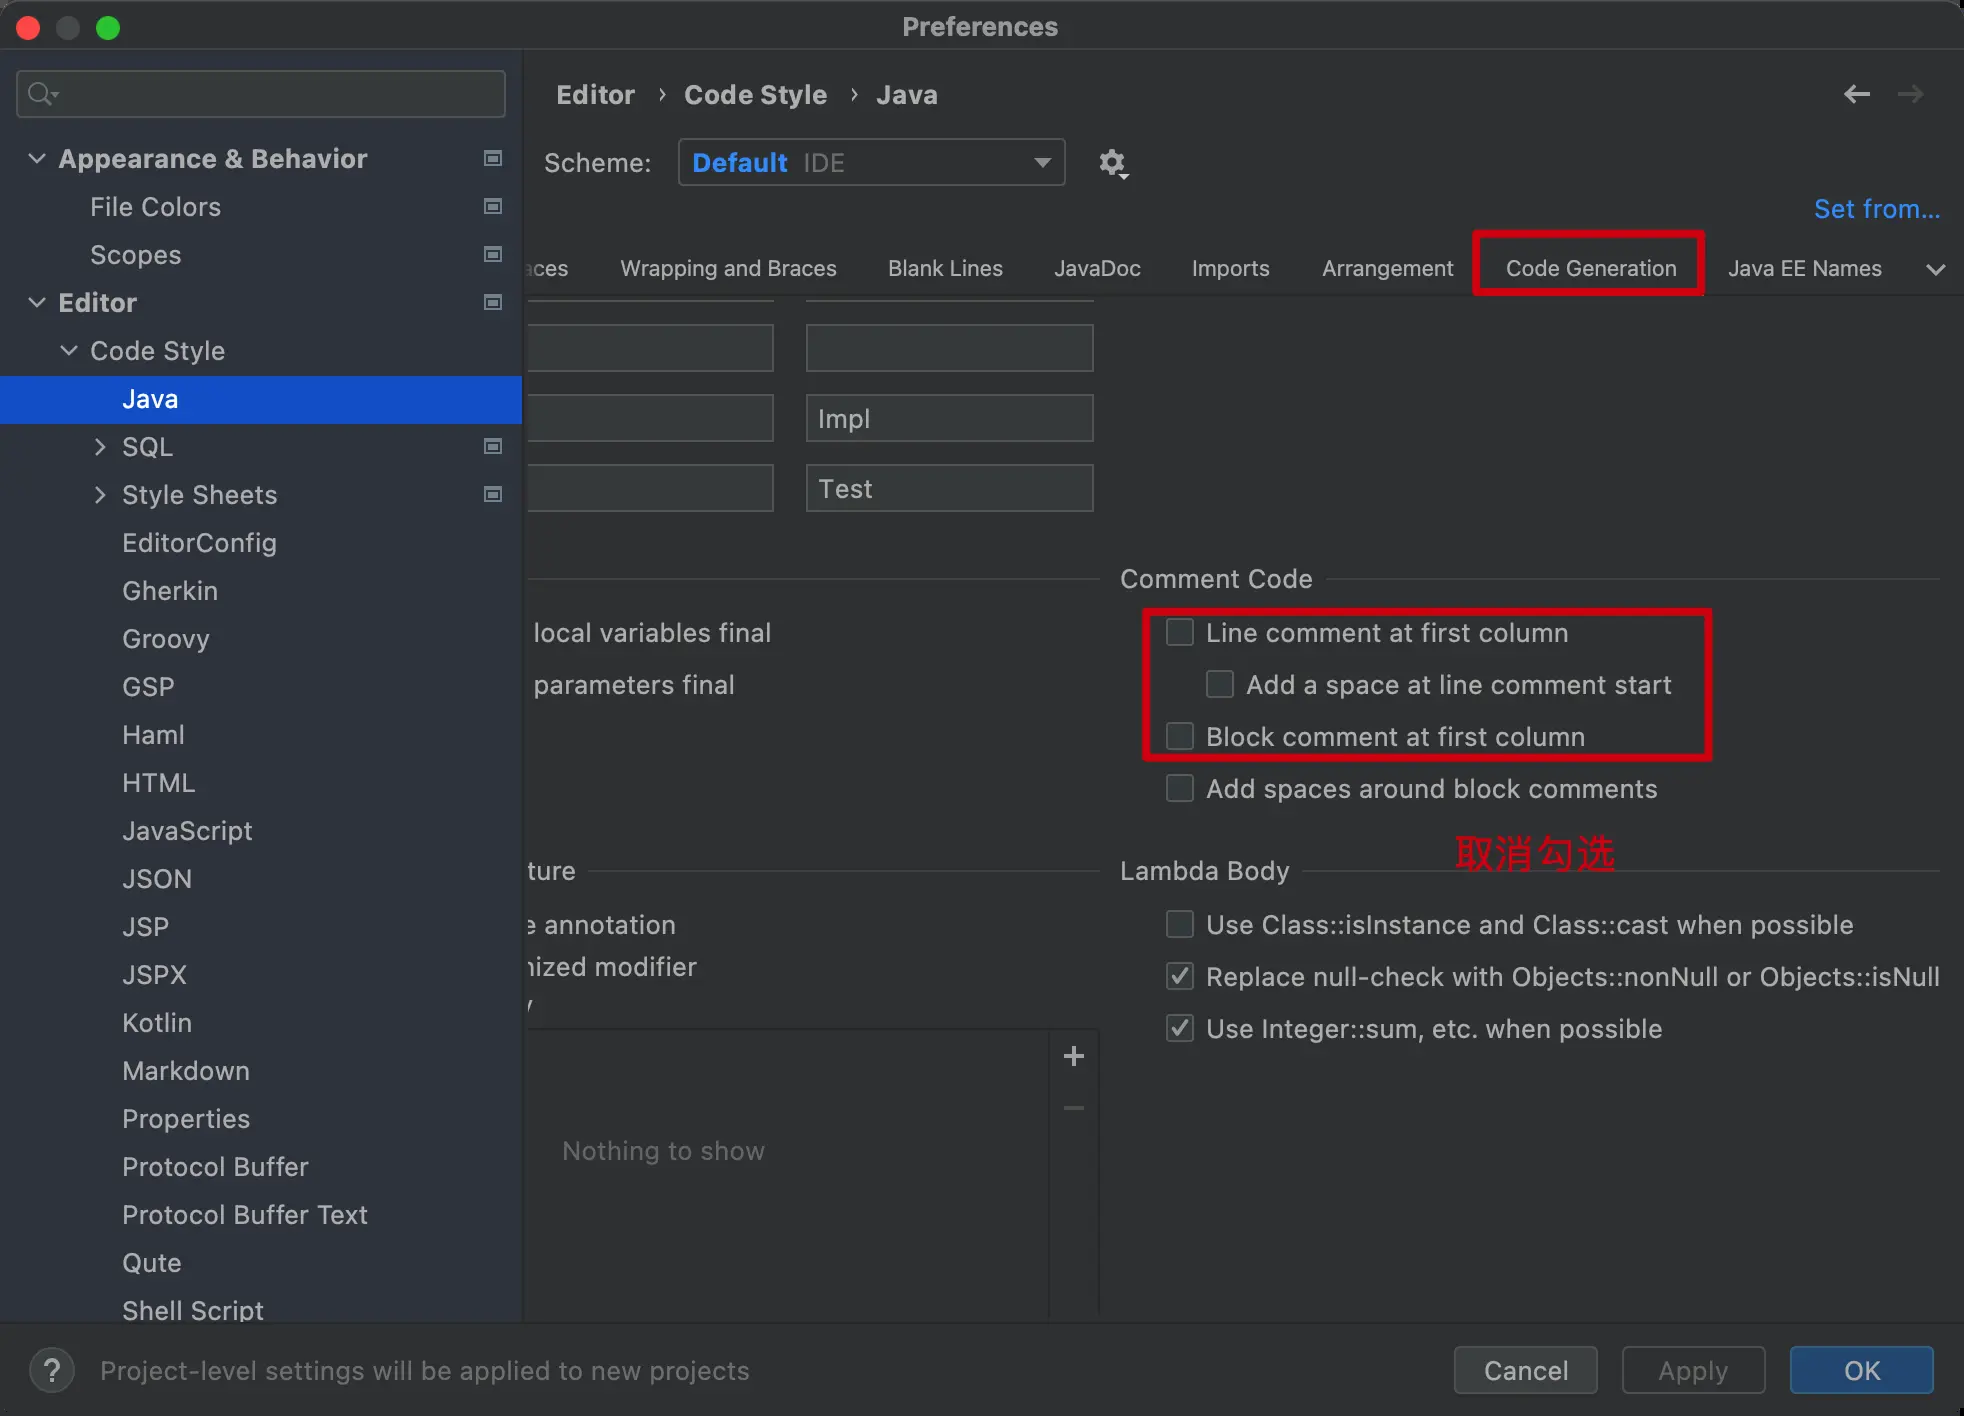 Preferences
Appearance & Behavior
File Colors
Scopes
Editor
Code Style
Java
SQL
Style Sheets
EditorConfig
Gherkin
Groovy
GSP
Haml
HTML
JavaScript
JSON
JSP
JSPX
Kotlin
Markdown
Properties
Protocol Buffer
Protocol Buffer Text
Qute
Shell Script
Editor › Code Style › Java
Scheme: Default IDE
Set from...
aces Wrapping and Braces Blank Lines JavaDoc Imports Arrangement Code Generation Java EE Names
Impl
Test
local variables final
parameters final
Comment Code
Line comment at first column
Add a space at line comment start
Block comment at first column
Add spaces around block comments
取消勾选
ture
e annotation
nized modifier
Nothing to show
Lambda Body
Use Class::isInstance and Class::cast when possible
Replace null-check with Objects::nonNull or Objects::isNull
Use Integer::sum, etc. when possible
? Project-level settings will be applied to new projects
Cancel Apply OK